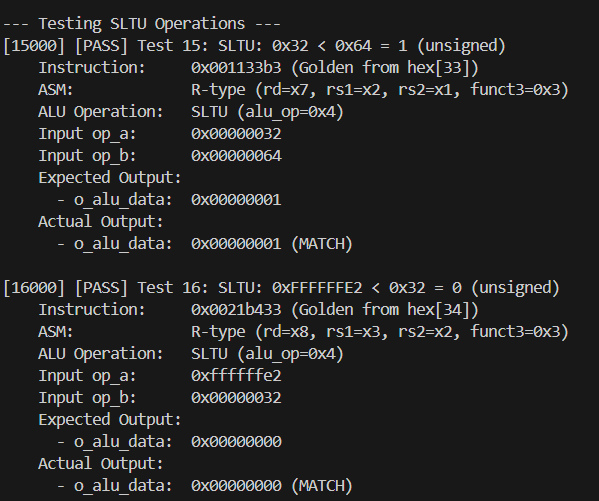 --- Testing SLTU Operations ---
[15000] [PASS] Test 15: SLTU: 0x32 < 0x64 = 1 (unsigned)
Instruction: 0x001133b3 (Golden from hex[33])
ASM: R-type (rd=x7, rs1=x2, rs2=x1, funct3=0x3)
ALU Operation: SLTU (alu_op=0x4)
Input op_a: 0x00000032
Input op_b: 0x00000064
Expected Output:
- o_alu_data: 0x00000001
Actual Output:
- o_alu_data: 0x00000001 (MATCH)
[16000] [PASS] Test 16: SLTU: 0xFFFFFFE2 < 0x32 = 0 (unsigned)
Instruction: 0x0021b433 (Golden from hex[34])
ASM: R-type (rd=x8, rs1=x3, rs2=x2, funct3=0x3)
ALU Operation: SLTU (alu_op=0x4)
Input op_a: 0xffffffe2
Input op_b: 0x00000032
Expected Output:
- o_alu_data: 0x00000000
Actual Output:
- o_alu_data: 0x00000000 (MATCH)